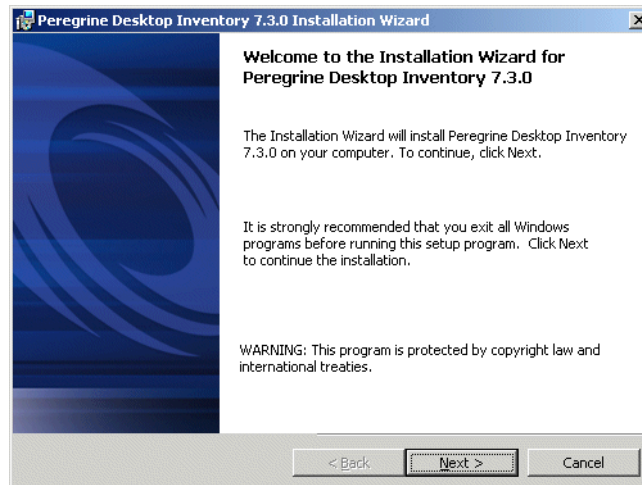 Peregrine Desktop Inventory 7.3.0 Installation Wizard
Welcome to the Installation Wizard for
Peregrine Desktop Inventory 7.3.0
The Installation Wizard will install Peregrine Desktop Inventory
7.3.0 on your computer. To continue, click Next.
It is strongly recommended that you exit all Windows
programs before running this setup program. Click Next
to continue the installation.
WARNING: This program is protected by copyright law and
international treaties.
< Back
Next >
Cancel